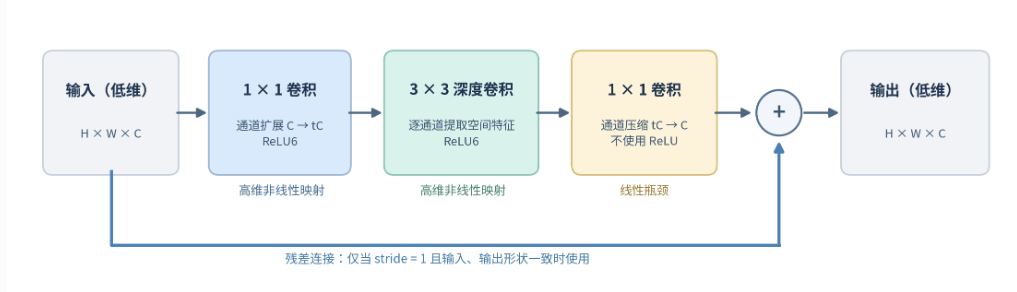 输入（低维）
H × W × C
1 × 1 卷积
通道扩展 C → tC
ReLU6
高维非线性映射
3 × 3 深度卷积
逐通道提取空间特征
ReLU6
高维非线性映射
1 × 1 卷积
通道压缩 tC → C
不使用 ReLU
线性瓶颈
+
输出（低维）
H × W × C
残差连接：仅当 stride = 1 且输入、输出形状一致时使用